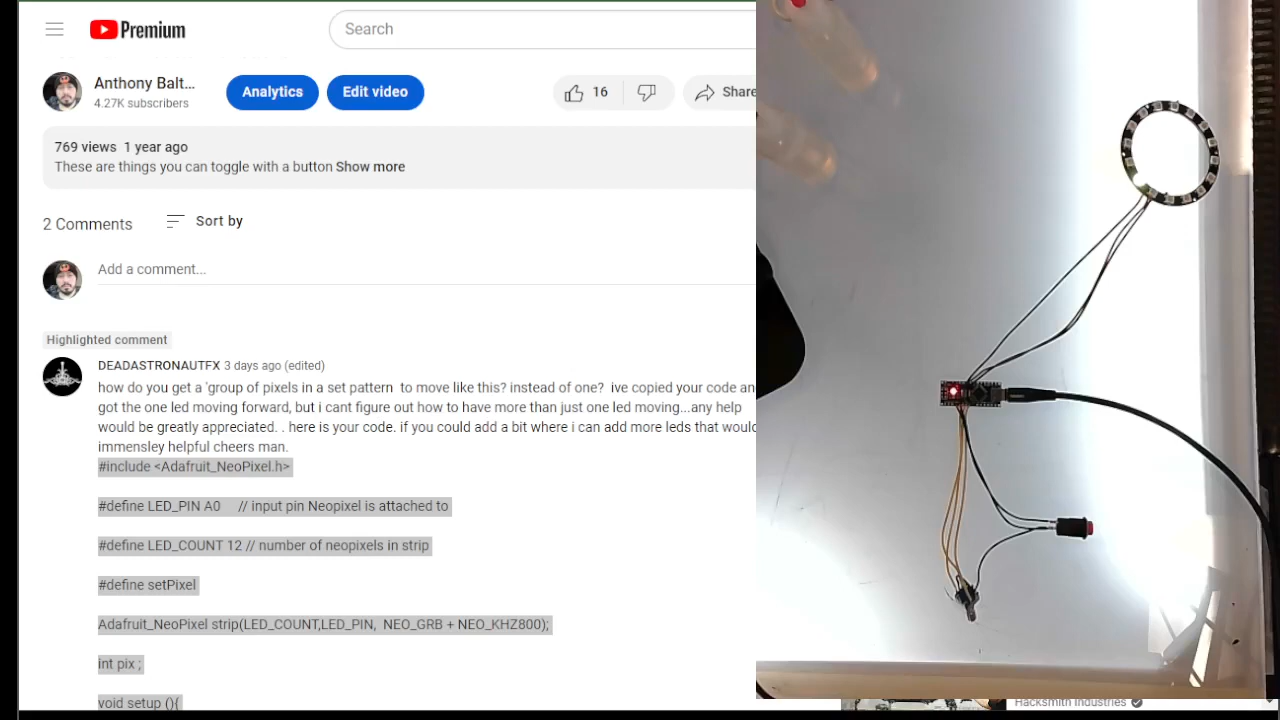 Premium
Search
Anthony Balt...
4.27K subscribers
Analytics
Edit video
16
Share
769 views 1 year ago
These are things you can toggle with a button Show more
2 Comments
Sort by
Add a comment...
Highlighted comment
DEADASTRONAUTFX 3 days ago (edited)
how do you get a 'group of pixels in a set pattern to move like this? instead of one? ive copied your code an
got the one led moving forward, but i cant figure out how to have more than just one led moving...any help
would be greatly appreciated. . here is your code. if you could add a bit where i can add more leds that woul
immensley helpful cheers man.
#include <Adafruit_NeoPixel.h>
#define LED_PIN A0 // input pin Neopixel is attached to
#define LED_COUNT 12 // number of neopixels in strip
#define setPixel
Adafruit_NeoPixel strip(LED_COUNT,LED_PIN, NEO_GRB + NEO_KHZ800);
int pix ;
void setup (){
Hacksmith Industries